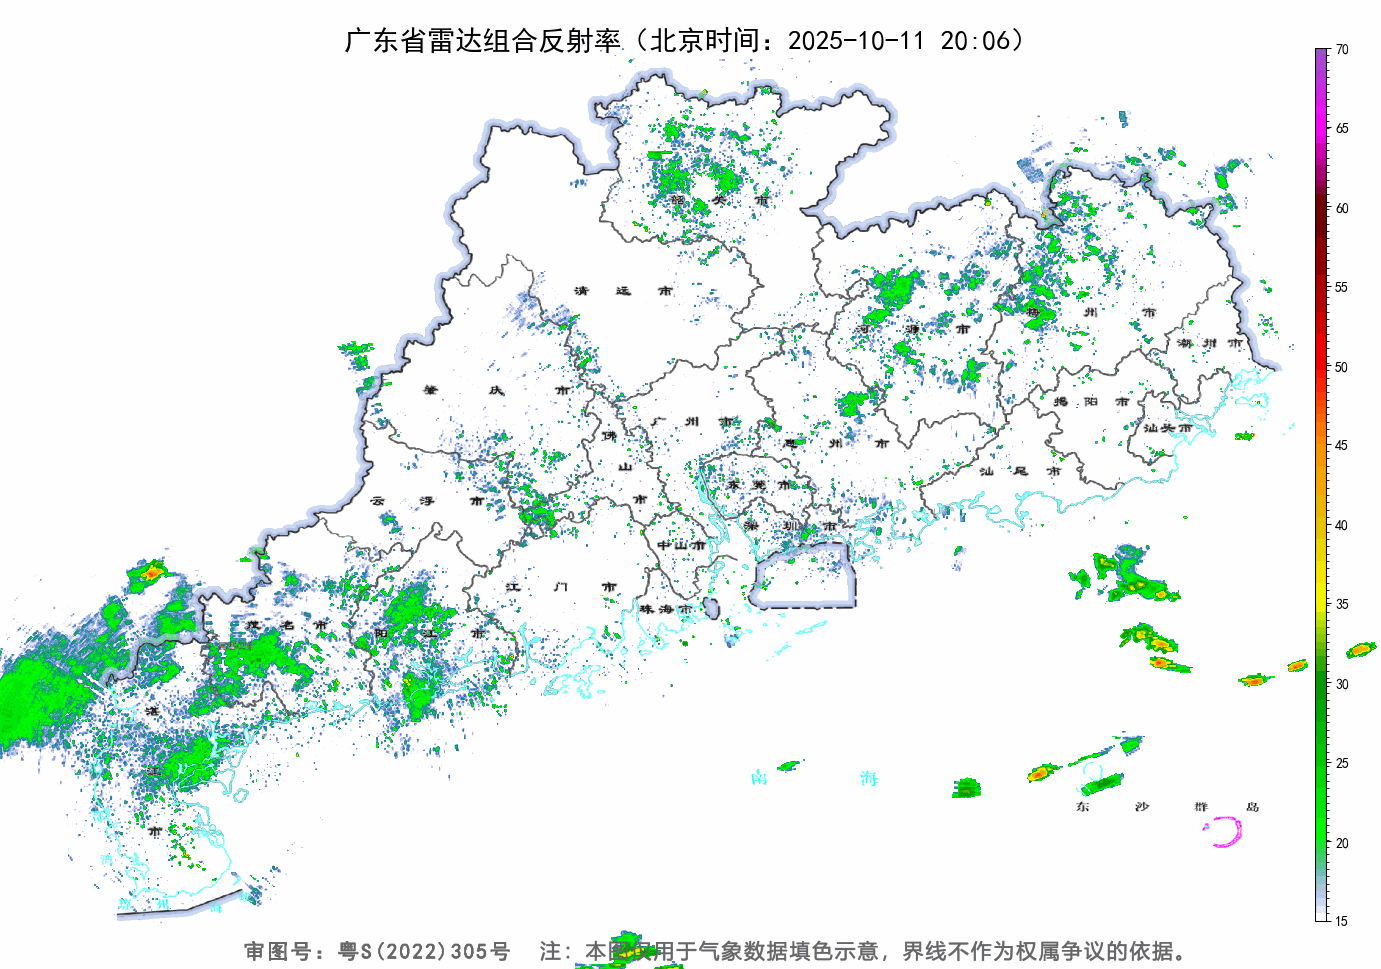 广东省雷达组合反射率（北京时间：2025-10-11 20:06）
70
65
60
55
50
45
40
35
30
25
20
15
韶关市
清远市
河源市
梅州市
潮州市
肇庆市
揭阳市
广州市
汕头市
佛山市
惠州市
汕尾市
东莞市
云浮市
深圳市
中山市
江门市
珠海市
茂名市
阳江市
湛江市
南海
东沙群岛
琼州海峡
审图号：粤S(2022)305号 注：本图仅用于气象数据填色示意，界线不作为权属争议的依据。